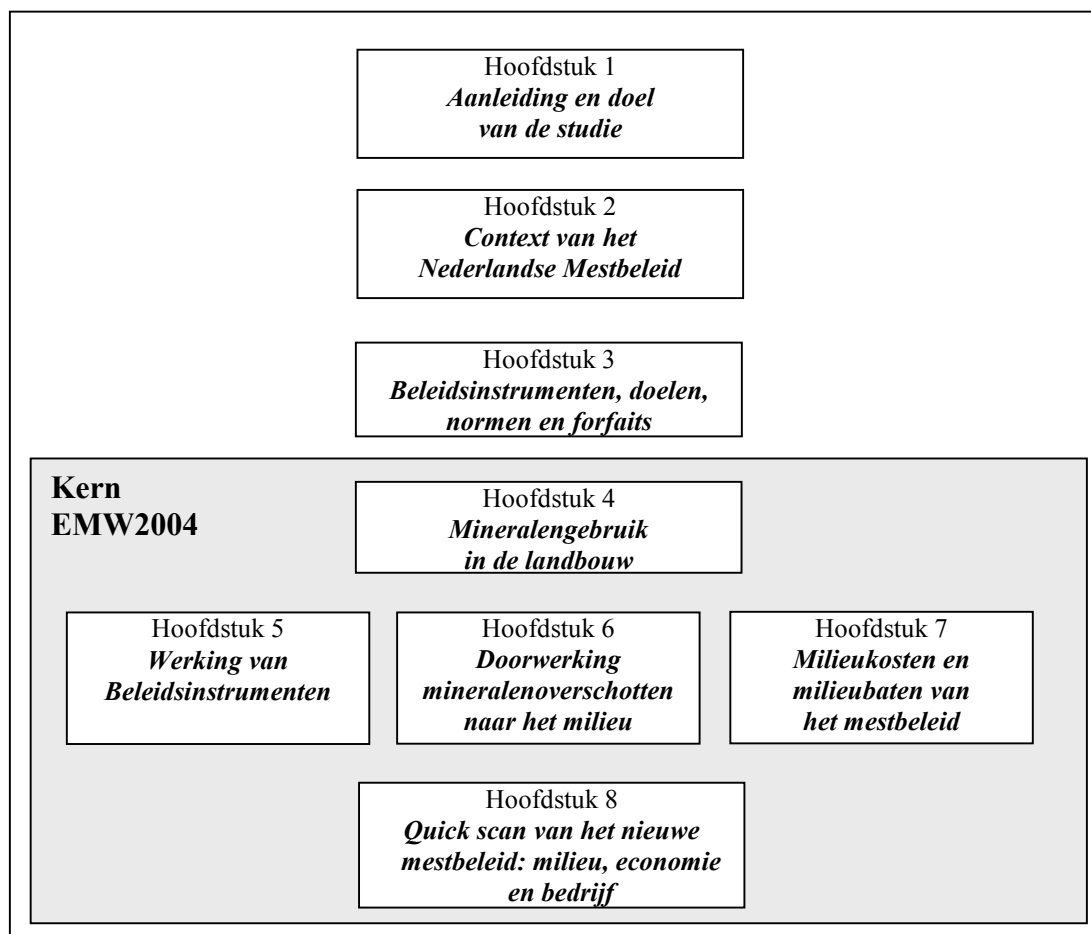 Hoofdstuk 1
Aanleiding en doel
van de studie
Hoofdstuk 2
Context van het
Nederlandse Mestbeleid
Hoofdstuk 3
Beleidsinstrumenten, doelen,
normen en forfaits
Kern
EMW2004
Hoofdstuk 4
Mineralengebruik
in de landbouw
Hoofdstuk 5
Werking van
Beleidsinstrumenten
Hoofdstuk 6
Doorwerking
mineralenoverschotten
naar het milieu
Hoofdstuk 7
Milieukosten en
milieubaten van
het mestbeleid
Hoofdstuk 8
Quick scan van het nieuwe
mestbeleid: milieu, economie
en bedrijf